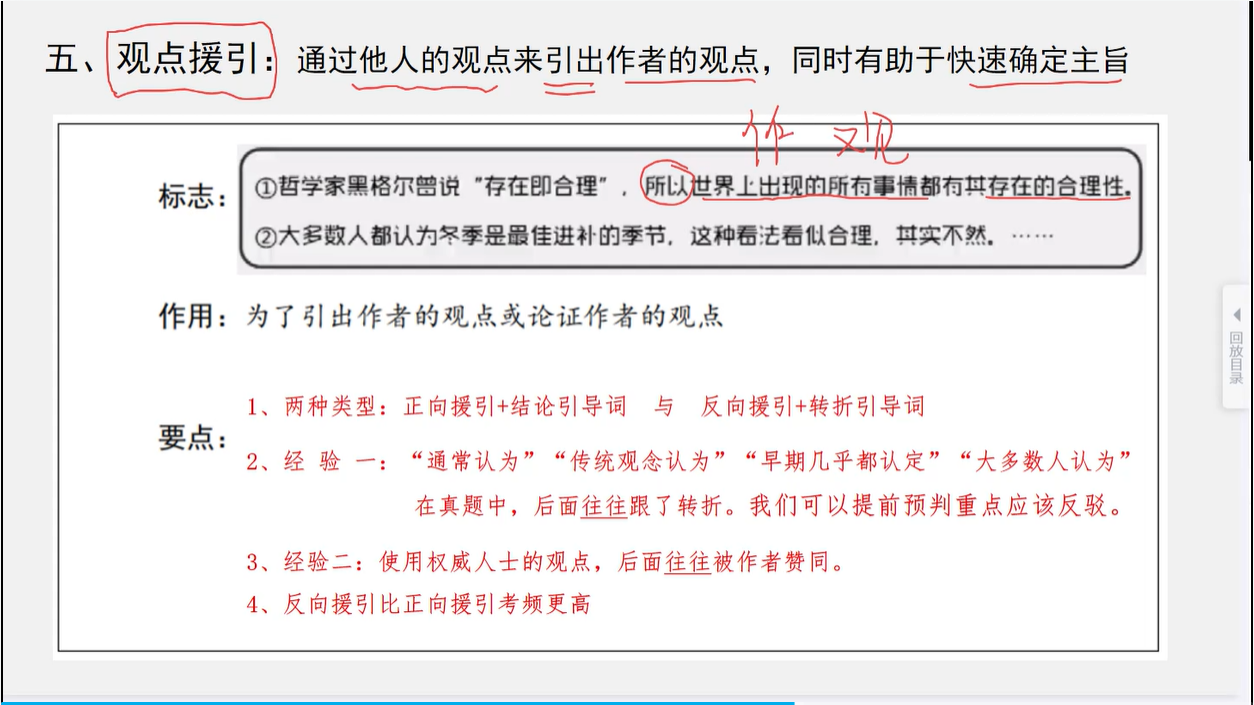 五、观点援引：通过他人的观点来引出作者的观点，同时有助于快速确定主旨
作 观
标志：
①哲学家黑格尔曾说“存在即合理”，所以世界上出现的所有事情都有其存在的合理性。
②大多数人都认为冬季是最佳进补的季节，这种看法看似合理，其实不然。……
作用：为了引出作者的观点或论证作者的观点
要点：
1、两种类型：正向援引+结论引导词 与 反向援引+转折引导词
2、经 验 一：“通常认为”“传统观念认为”“早期几乎都认定”“大多数人认为”
在真题中，后面往往跟了转折。我们可以提前预判重点应该反驳。
3、经验二：使用权威人士的观点，后面往往被作者赞同。
4、反向援引比正向援引考频更高
回放目录